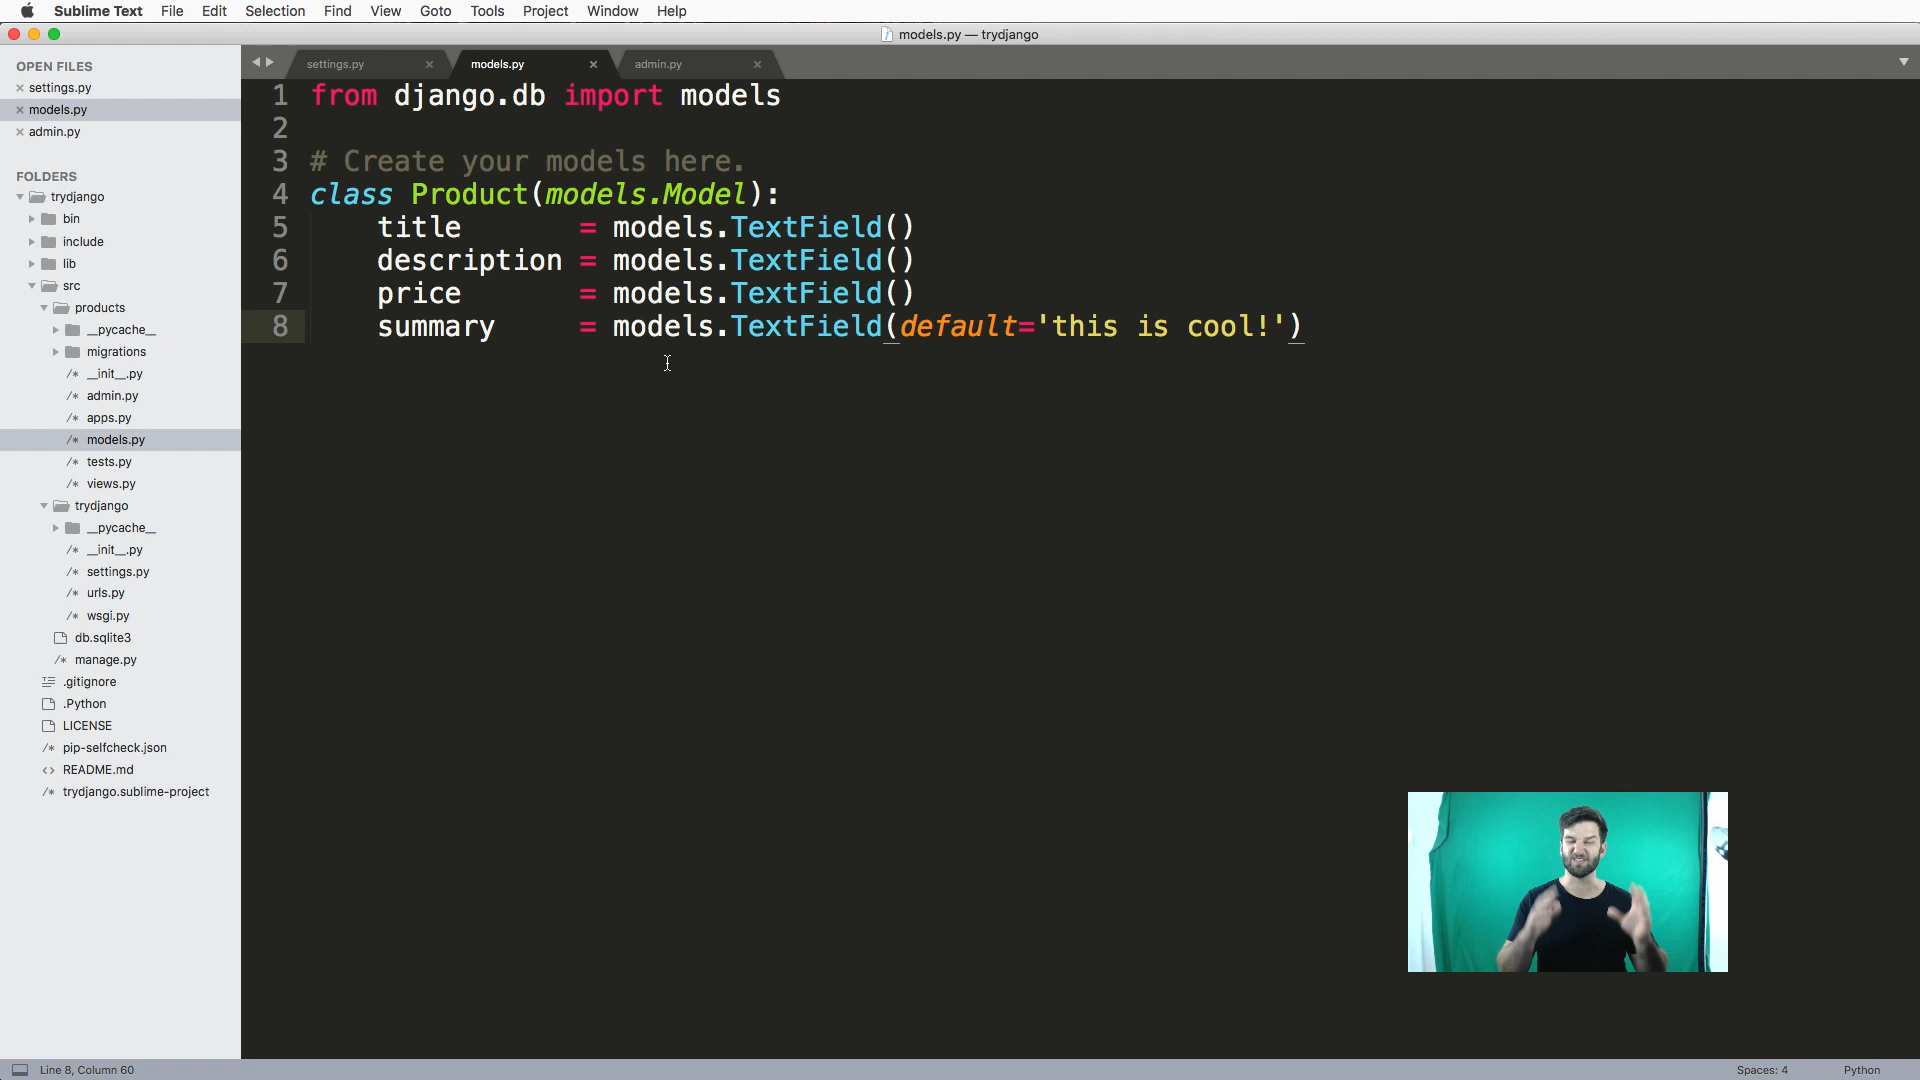 Sublime Text File Edit Selection Find View Goto Tools Project Window Help
models.py — trydjango
OPEN FILES
settings.py
models.py
admin.py
FOLDERS
trydjango
bin
include
lib
src
products
__pycache__
migrations
__init__.py
admin.py
apps.py
models.py
tests.py
views.py
trydjango
__pycache__
__init__.py
settings.py
urls.py
wsgi.py
db.sqlite3
manage.py
.gitignore
.Python
LICENSE
pip-selfcheck.json
README.md
trydjango.sublime-project
settings.py models.py admin.py
1 from django.db import models
2
3 # Create your models here.
4 class Product(models.Model):
5 title = models.TextField()
6 description = models.TextField()
7 price = models.TextField()
8 summary = models.TextField(default='this is cool!')
Line 8, Column 60 Spaces: 4 Python